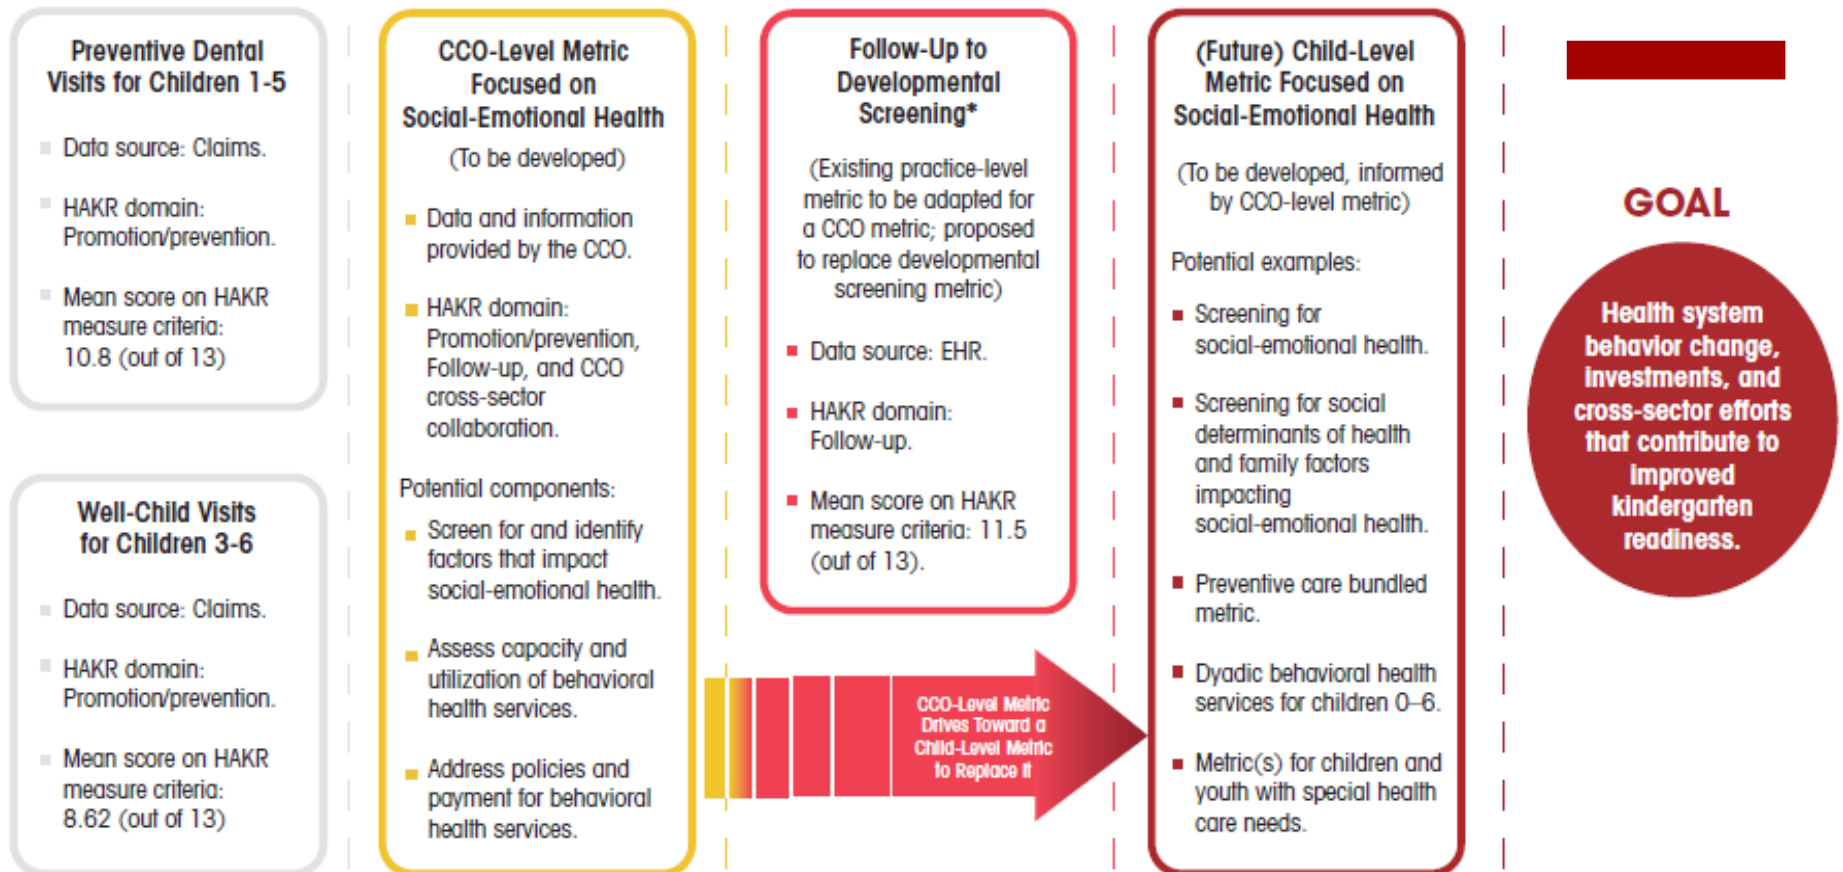 Preventive Dental
Visits for Children 1-5
Data source: Claims.
HAKR domain:
Promotion/prevention.
Mean score on HAKR
measure criteria:
10.8 (out of 13)
Well-Child Visits
for Children 3-6
Data source: Claims.
HAKR domain:
Promotion/prevention.
Mean score on HAKR
measure criteria:
8.62 (out of 13)
CCO-Level Metric
Focused on
Social-Emotional Health
(To be developed)
Data and information
provided by the CCO.
HAKR domain:
Promotion/prevention,
Follow-up, and CCO
cross-sector
collaboration.
Potential components:
Screen for and identify
factors that impact
social-emotional health.
Assess capacity and
utilization of behavioral
health services.
Address policies and
payment for behavioral
health services.
Follow-Up to
Developmental
Screening*
(Existing practice-level
metric to be adapted for
a CCO metric; proposed
to replace developmental
screening metric)
Data source: EHR.
HAKR domain:
Follow-up.
Mean score on HAKR
measure criteria: 11.5
(out of 13).
CCO-Level Metric
Drives Toward a
Child-Level Metric
to Replace It
(Future) Child-Level
Metric Focused on
Social-Emotional Health
(To be developed, informed
by CCO-level metric)
Potential examples:
Screening for
social-emotional health.
Screening for social
determinants of health
and family factors
impacting
social-emotional health.
Preventive care bundled
metric.
Dyadic behavioral health
services for children 0–6.
Metric(s) for children and
youth with special health
care needs.
GOAL
Health system
behavior change,
investments, and
cross-sector efforts
that contribute to
improved
kindergarten
readiness.